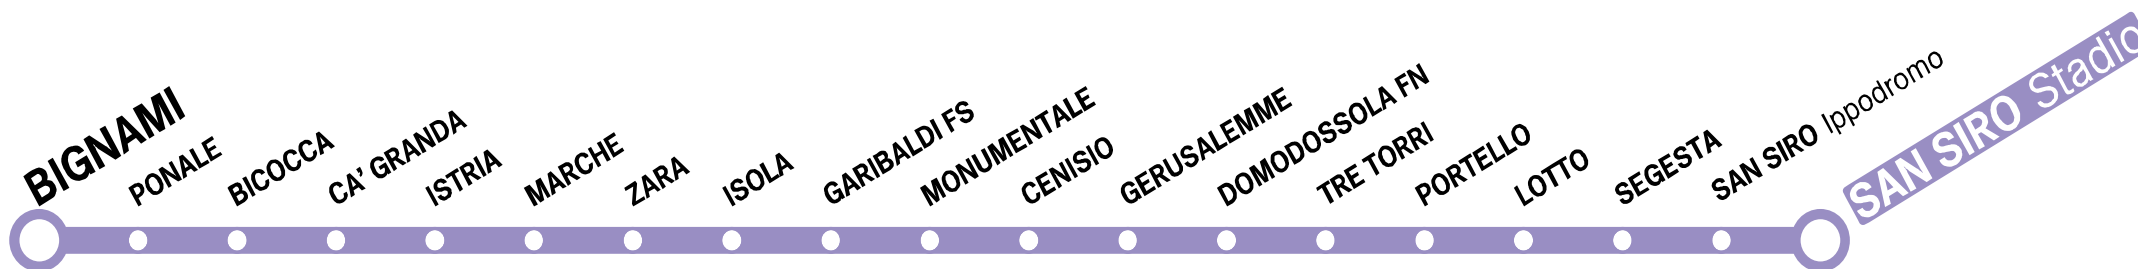 BIGNAMI
PONALE
BICOCCA
CA’ GRANDA
ISTRIA
MARCHE
ZARA
ISOLA
GARIBALDI FS
MONUMENTALE
CENISIO
GERUSALEMME
DOMODOSSOLA FN
TRE TORRI
PORTELLO
LOTTO
SEGESTA
SAN SIRO Ippodromo
SAN SIRO Stadio